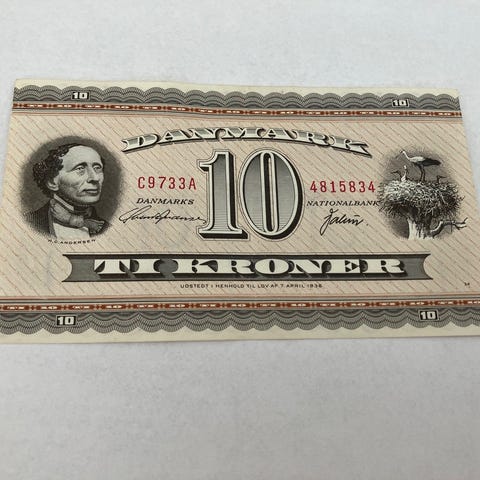 10 10
DANMARK
C9733A 10 4815834
DANMARKS NATIONALBANK
H.C. ANDERSEN
TI KRONER
UDSTEDT I HENHOLD TIL LOV AF 7. APRIL 1936
10 10